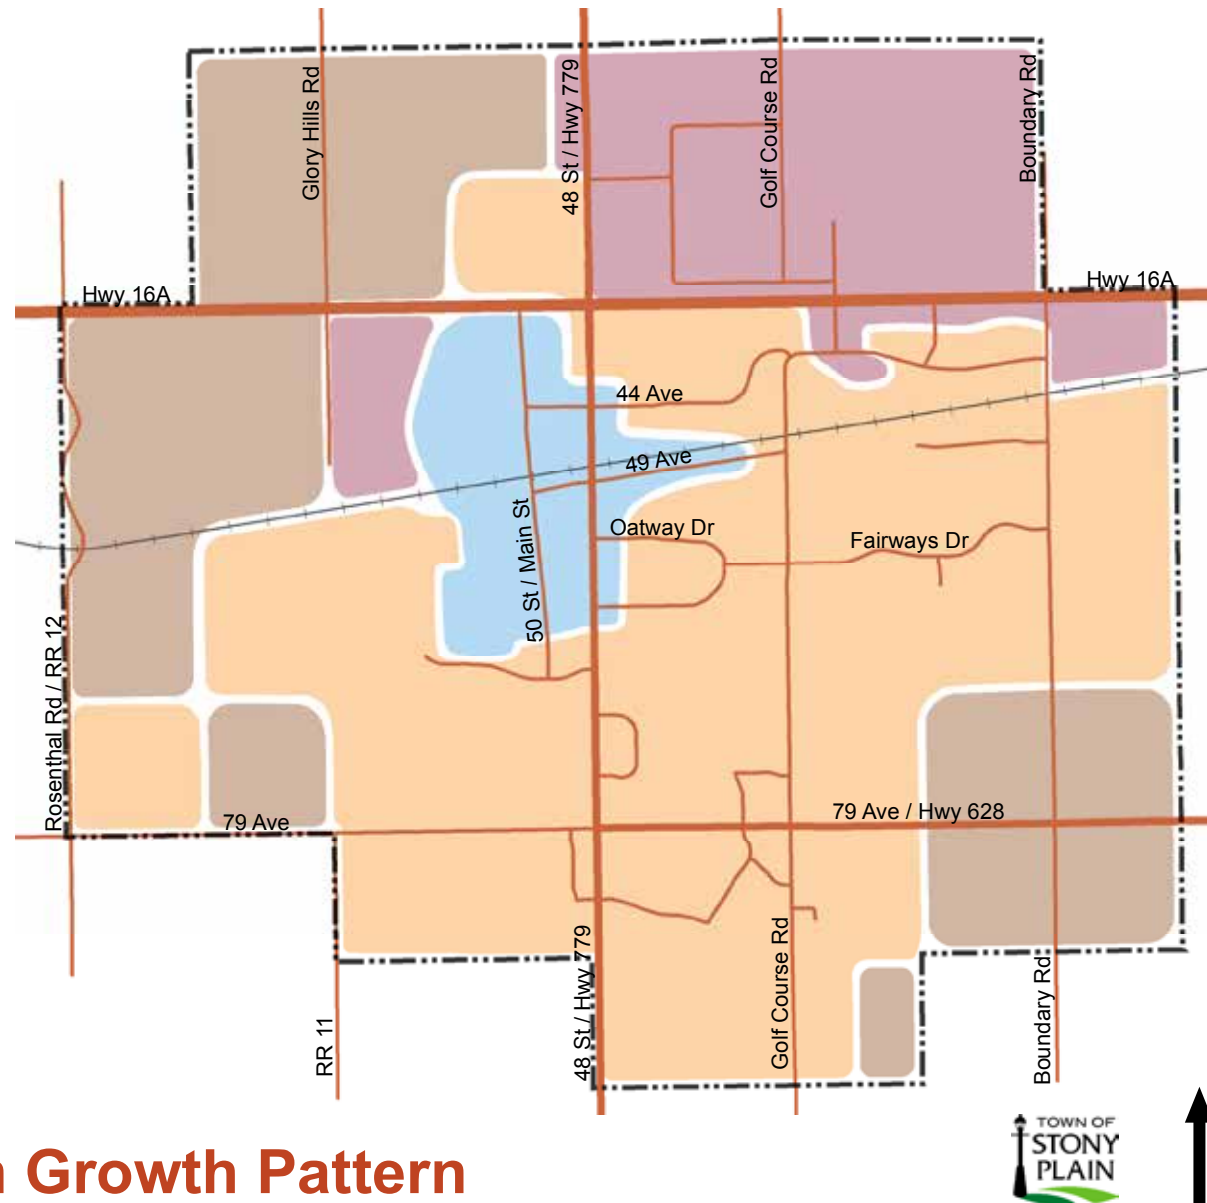 Glory Hills Rd
48 St / Hwy 779
Golf Course Rd
Boundary Rd
Hwy 16A
Hwy 16A
44 Ave
49 Ave
50 St / Main St
Oatway Dr
Fairways Dr
Rosenthal Rd / RR 12
79 Ave
79 Ave / Hwy 628
RR 11
48 St / Hwy 779
Golf Course Rd
Boundary Rd
Growth Pattern
TOWN OF
STONY
PLAIN